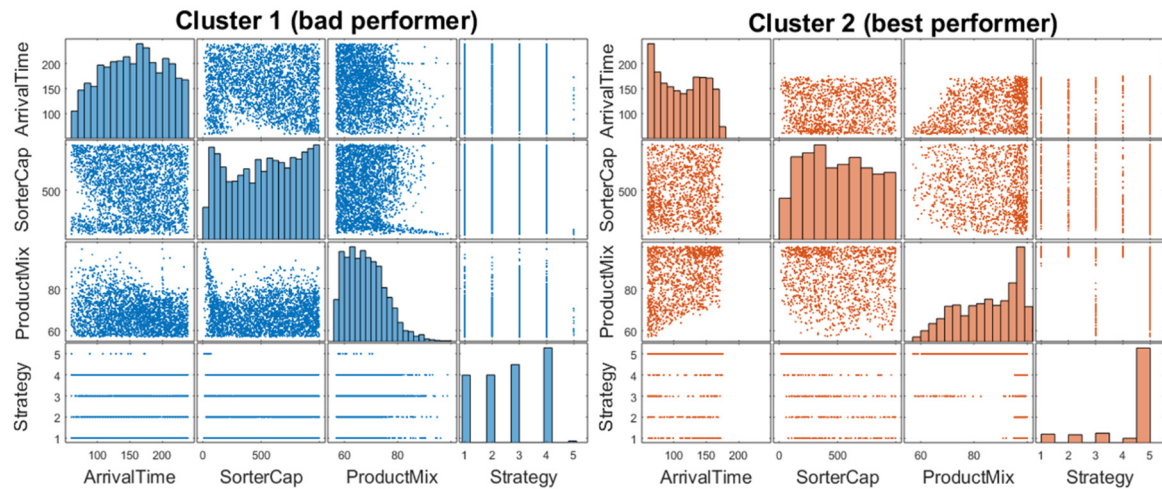 Cluster 1 (bad performer)
ArrivalTime
200
150
100
SorterCap
500
ProductMix
80
60
Strategy
5
4
3
2
1
100 150 200
0 500
60 80
1 2 3 4 5
ArrivalTime SorterCap ProductMix Strategy
Cluster 2 (best performer)
ArrivalTime
200
150
100
SorterCap
500
ProductMix
80
60
Strategy
5
4
3
2
1
100 150 200
0 500
60 80
1 2 3 4 5
ArrivalTime SorterCap ProductMix Strategy